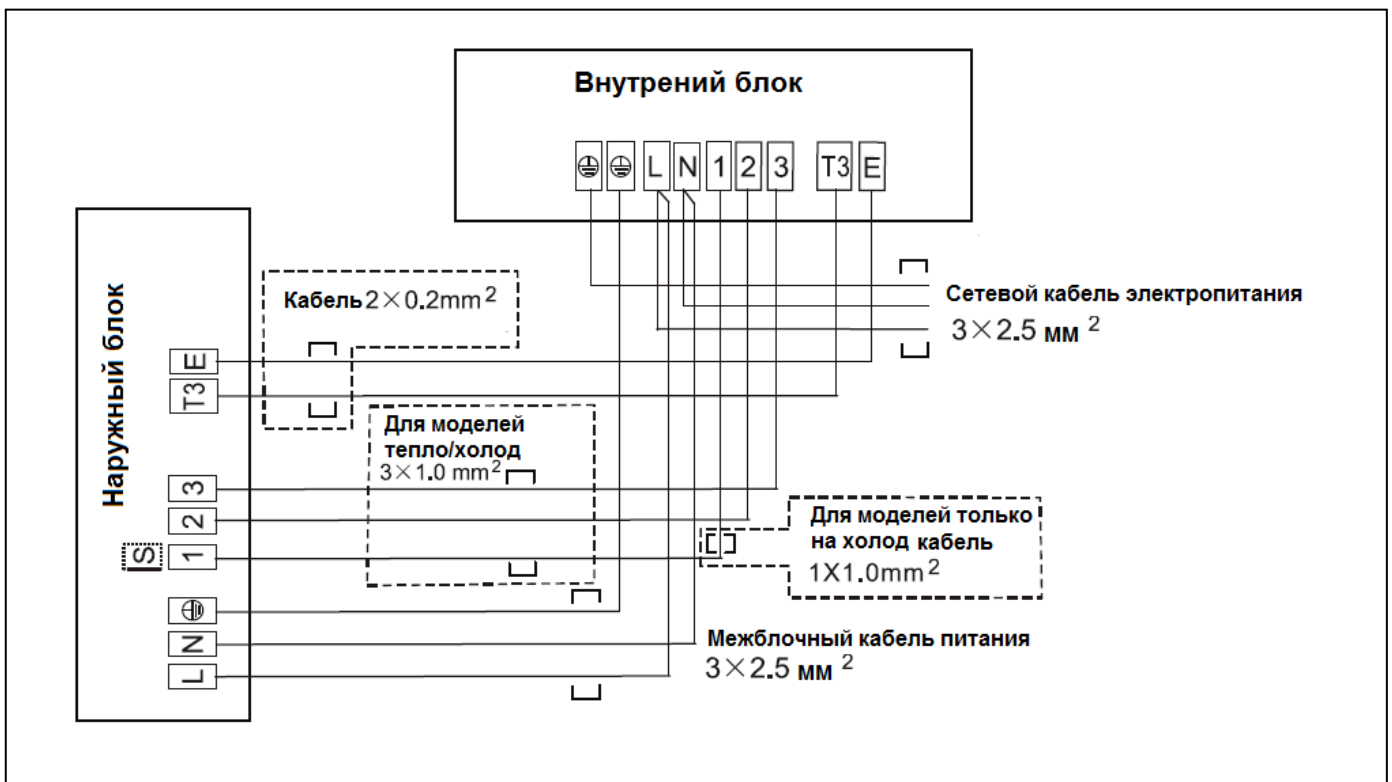 Внутрений блок
⏚ ⏚ L N 1 2 3 T3 E
Наружный блок
Кабель 2×0.2mm²
Сетевой кабель электропитания
3×2.5 мм ²
E
T3
Для моделей
тепло/холод
3×1.0 mm²
3
2
S 1
Для моделей только
на холод кабель
1X1.0mm²
⏚
N
L
Межблочный кабель питания
3×2.5 мм ²